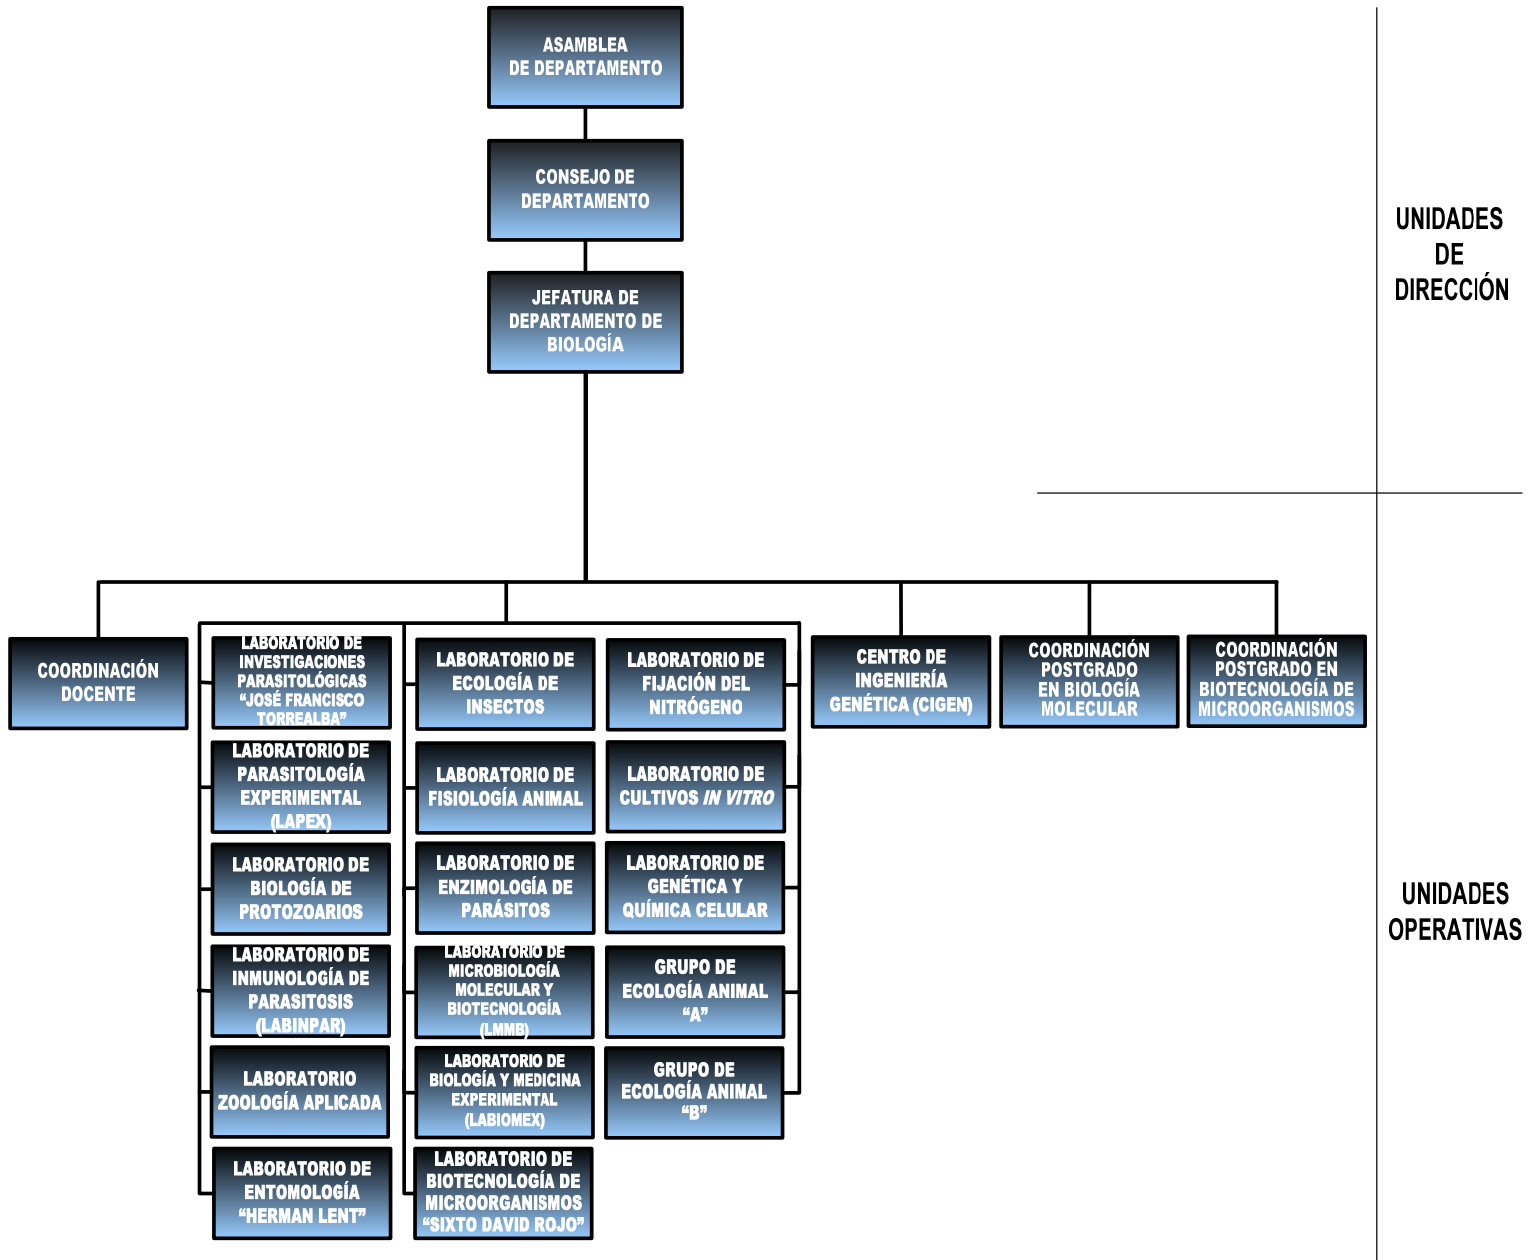 ASAMBLEA
DE DEPARTAMENTO
CONSEJO DE
DEPARTAMENTO
JEFATURA DE
DEPARTAMENTO DE
BIOLOGÍA
UNIDADES
DE
DIRECCIÓN
COORDINACIÓN
DOCENTE
LABORATORIO DE
INVESTIGACIONES
PARASITOLÓGICAS
“JOSÉ FRANCISCO
TORREALBA”
LABORATORIO DE
PARASITOLOGÍA
EXPERIMENTAL
(LAPEX)
LABORATORIO DE
BIOLOGÍA DE
PROTOZOARIOS
LABORATORIO DE
INMUNOLOGÍA DE
PARASITOSIS
(LABINPAR)
LABORATORIO
ZOOLOGÍA APLICADA
LABORATORIO DE
ENTOMOLOGÍA
“HERMAN LENT”
LABORATORIO DE
ECOLOGÍA DE
INSECTOS
LABORATORIO DE
FISIOLOGÍA ANIMAL
LABORATORIO DE
ENZIMOLOGÍA DE
PARÁSITOS
LABORATORIO DE
MICROBIOLOGÍA
MOLECULAR Y
BIOTECNOLOGÍA
(LMMB)
LABORATORIO DE
BIOLOGÍA Y MEDICINA
EXPERIMENTAL
(LABIOMEX)
LABORATORIO DE
BIOTECNOLOGÍA DE
MICROORGANISMOS
“SIXTO DAVID ROJO”
LABORATORIO DE
FIJACIÓN DEL
NITRÓGENO
LABORATORIO DE
CULTIVOS IN VITRO
LABORATORIO DE
GENÉTICA Y
QUÍMICA CELULAR
GRUPO DE
ECOLOGÍA ANIMAL
“A”
GRUPO DE
ECOLOGÍA ANIMAL
“B”
CENTRO DE
INGENIERÍA
GENÉTICA (CIGEN)
COORDINACIÓN
POSTGRADO
EN BIOLOGÍA
MOLECULAR
COORDINACIÓN
POSTGRADO EN
BIOTECNOLOGÍA DE
MICROORGANISMOS
UNIDADES
OPERATIVAS